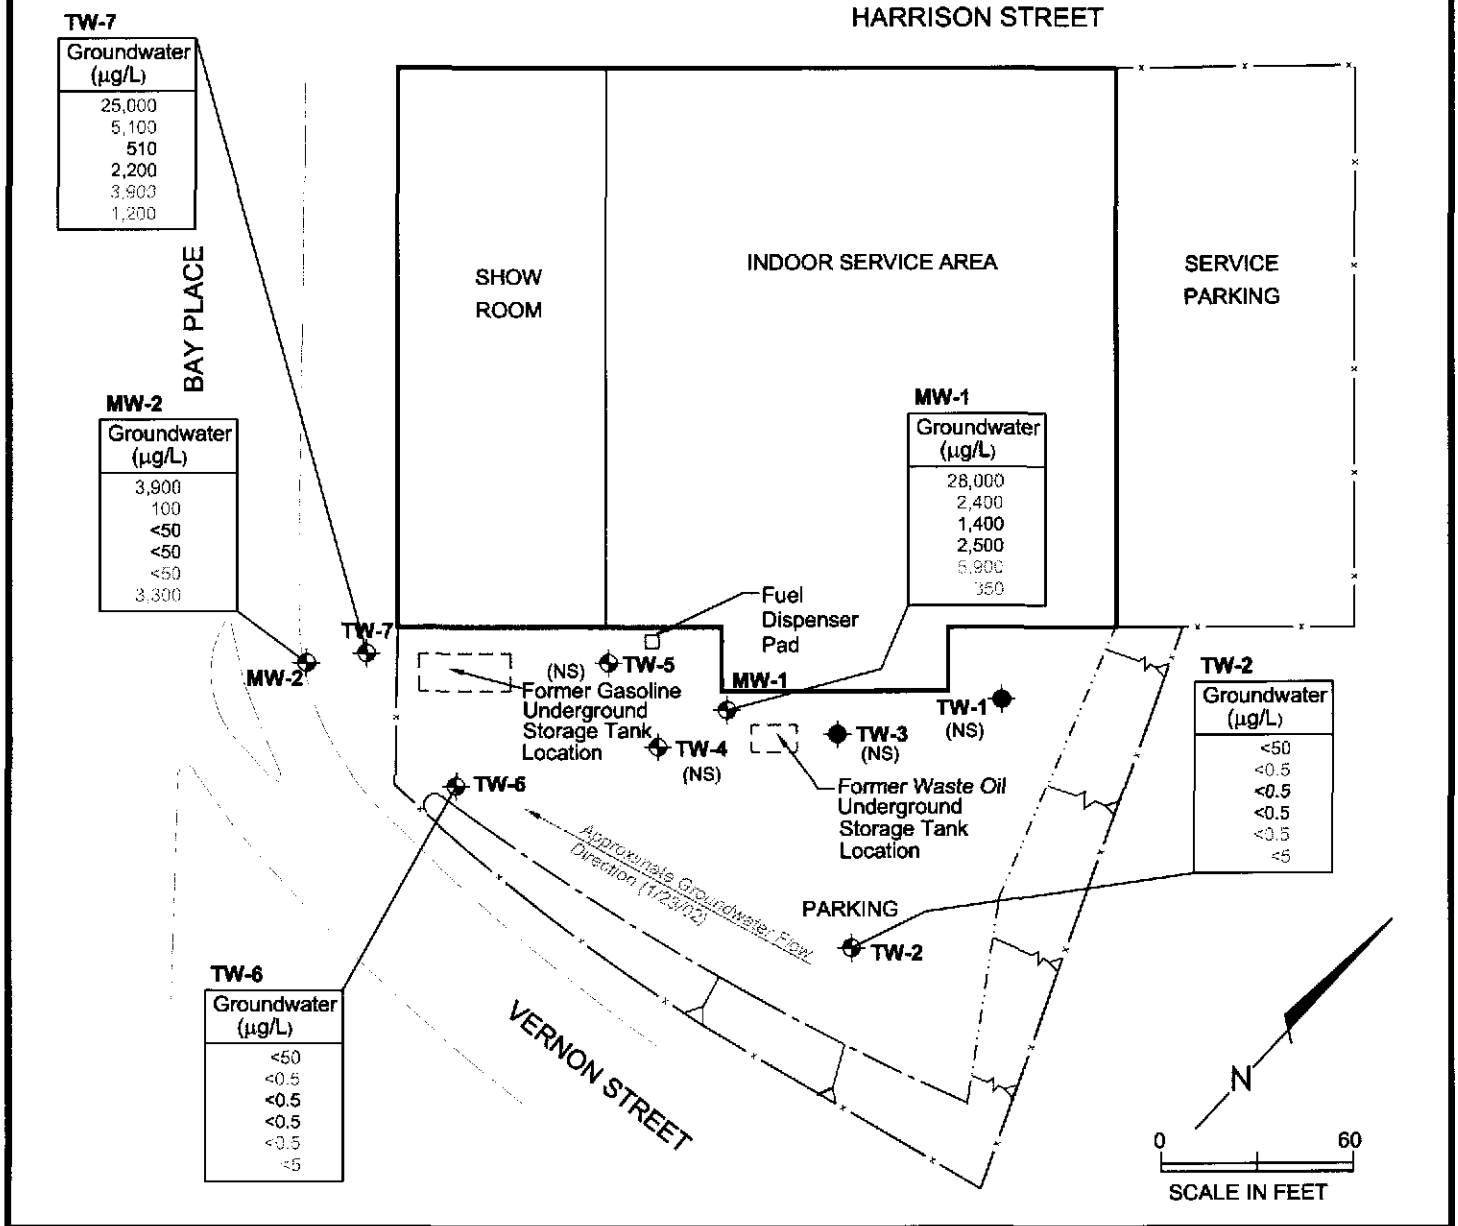 HARRISON STREET
TW-7
Groundwater
(µg/L)
25,000
5,100
510
2,200
3,900
1,200
BAY PLACE
SHOW
ROOM
INDOOR SERVICE AREA
SERVICE
PARKING
MW-2
Groundwater
(µg/L)
3,900
100
<50
<50
<50
3,300
MW-1
Groundwater
(µg/L)
28,000
2,400
1,400
2,500
5,900
350
Fuel
Dispenser
Pad
TW-7
MW-2
(NS)
TW-5
Former Gasoline
Underground
Storage Tank
Location
MW-1
TW-4
(NS)
TW-3
(NS)
TW-1
(NS)
TW-6
Former Waste Oil
Underground
Storage Tank
Location
TW-2
Groundwater
(µg/L)
<50
<0.5
<0.5
<0.5
<0.5
<5
Approximate Groundwater Flow
Direction (1/23/02)
PARKING
TW-2
TW-6
Groundwater
(µg/L)
<50
<0.5
<0.5
<0.5
<0.5
<5
VERNON STREET
N
0 60
SCALE IN FEET